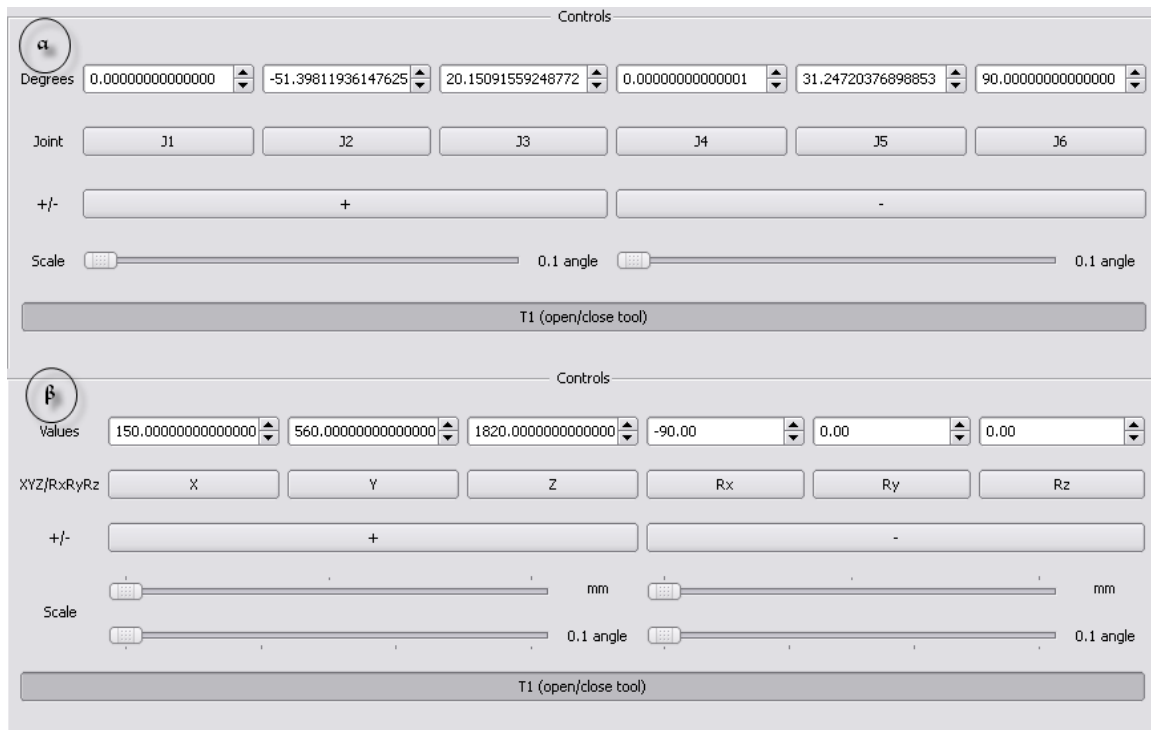 Controls
α
Degrees 0.00000000000000 -51.39811936147625 20.15091559248772 0.00000000000001 31.24720376898853 90.00000000000000
Joint J1 J2 J3 J4 J5 J6
+/- + -
Scale 0.1 angle 0.1 angle
T1 (open/close tool)
Controls
β
Values 150.00000000000000 560.00000000000000 1820.0000000000000 -90.00 0.00 0.00
XYZ/RxRyRz X Y Z Rx Ry Rz
+/- + -
mm mm
Scale
0.1 angle 0.1 angle
T1 (open/close tool)